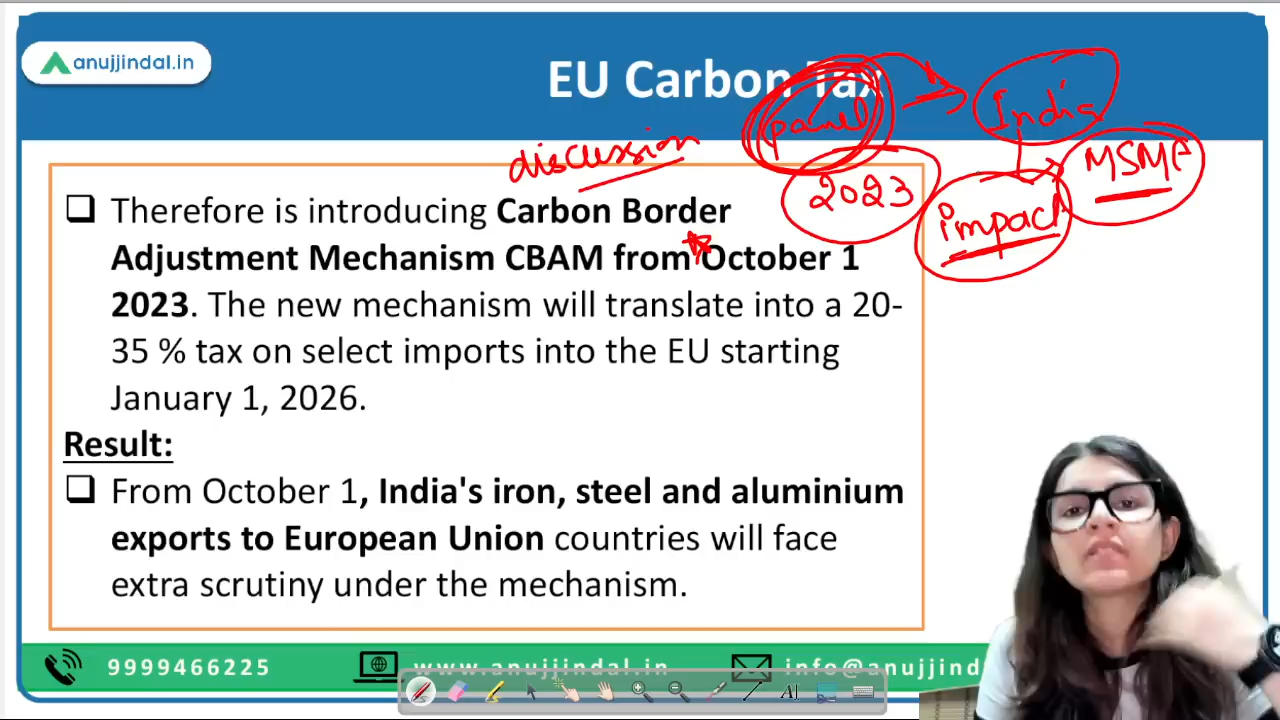 anujjindal.in
EU Carbon Tax
panel
India
discussion
MSME
2023
impact
❑ Therefore is introducing Carbon Border
Adjustment Mechanism CBAM from October 1
2023. The new mechanism will translate into a 20-
35 % tax on select imports into the EU starting
January 1, 2026.
Result:
❑ From October 1, India's iron, steel and aluminium
exports to European Union countries will face
extra scrutiny under the mechanism.
9999466225
www.anujjindal.in
info@anujjind
AI